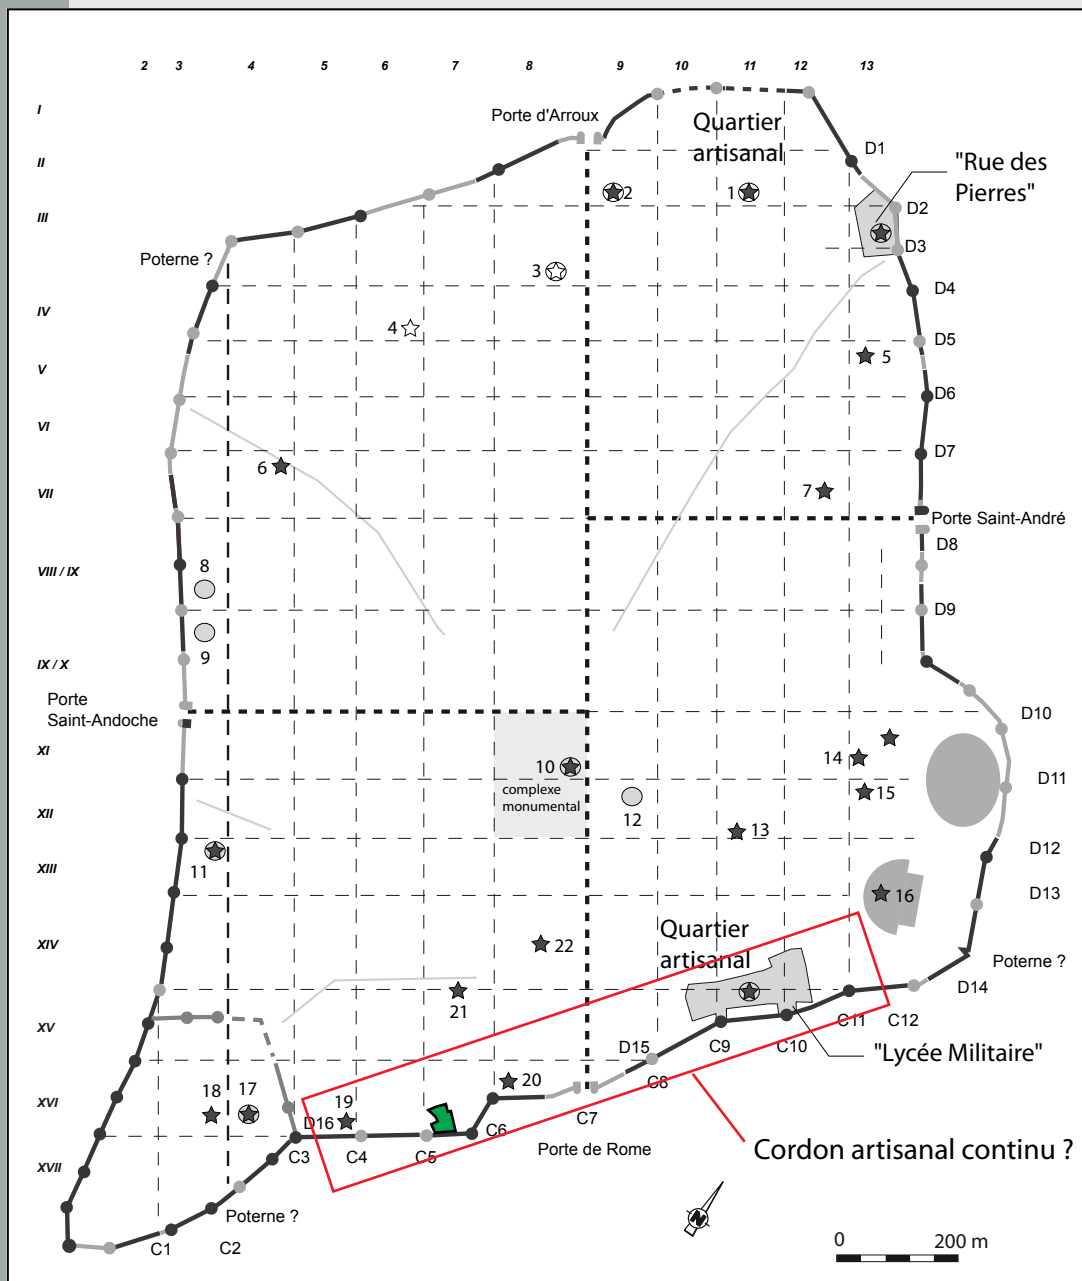 2 3 4 5 6 7 8 9 10 11 12 13
I
Porte d'Arroux
Quartier
artisanal
II
D1
"Rue des
Pierres"
2
1
III
D2
D3
Poterne ?
3
D4
IV
4
D5
5
V
D6
VI
D7
6
7
VII
Porte Saint-André
D8
8
VIII / IX
D9
9
IX / X
Porte
Saint-Andoche
D10
XI
14
10
D11
complexe
monumental
15
XII
12
13
D12
11
XIII
D13
16
Quartier
artisanal
XIV
22
Poterne ?
21
D14
XV
C11
C12
C9
C10
D15
"Lycée Militaire"
C8
20
XVI
18
17
19
D16
C7
C6
Porte de Rome
C3
C4
C5
Cordon artisanal continu ?
XVII
Poterne ?
N
C1
C2
0
200 m